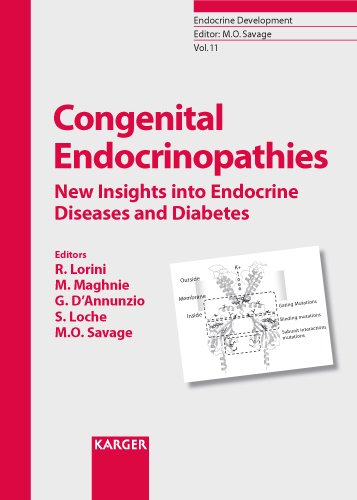 Endocrine Development
Editor: M.O. Savage
Vol. 11
Congenital
Endocrinopathies
New Insights into Endocrine
Diseases and Diabetes
Editors
R. Lorini
M. Maghnie
G. D'Annunzio
S. Loche
M.O. Savage
K+
Outside
Membrane
Inside
Gating Mutations
Binding mutations
Subunit interactions
mutations
KARGER